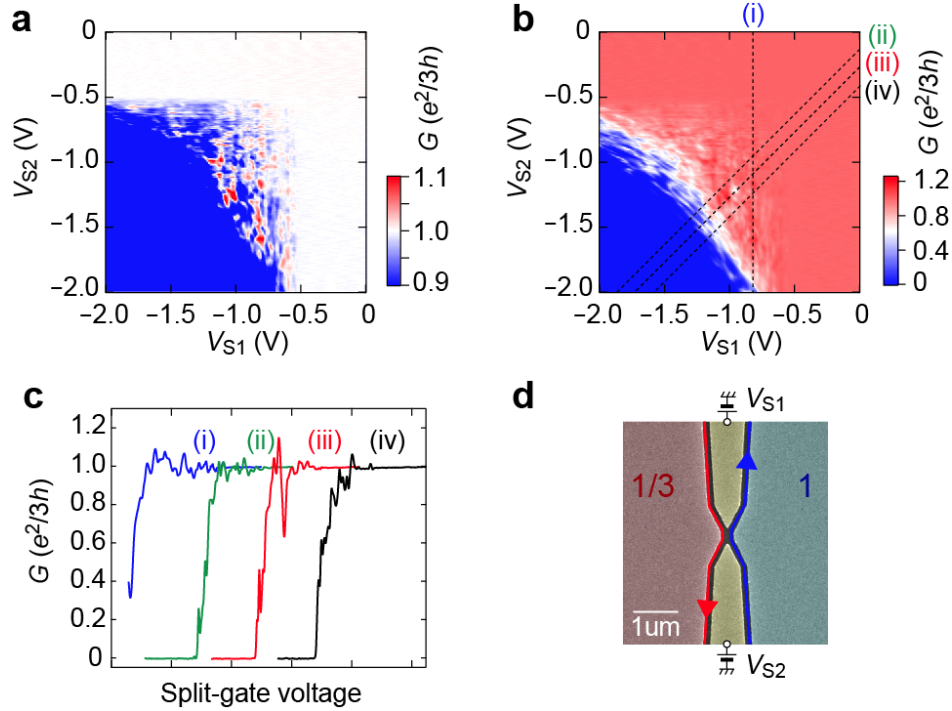 a
0
−0.5
−1.0
−1.5
−2.0
V_S2 (V)
−2.0 −1.5 −1.0 −0.5 0
V_S1 (V)
G (e²/3h)
1.1
1.0
0.9
b
(i)
(ii)
(iii)
(iv)
0
−0.5
−1.0
−1.5
−2.0
V_S2 (V)
−2.0 −1.5 −1.0 −0.5 0
V_S1 (V)
G (e²/3h)
1.2
0.8
0.4
0
c
(i) (ii) (iii) (iv)
1.2
1.0
0.8
0.6
0.4
0.2
0
G (e²/3h)
Split-gate voltage
d
V_S1
1/3
1
1um
V_S2